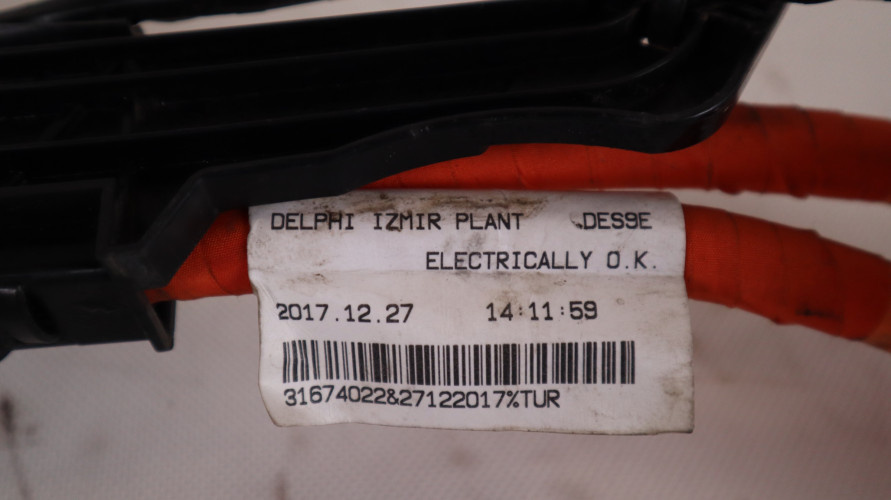 DELPHI IZMIR PLANT DES9E
ELECTRICALLY O.K.
2017.12.27 14:11:59
31674022&27122017%TUR